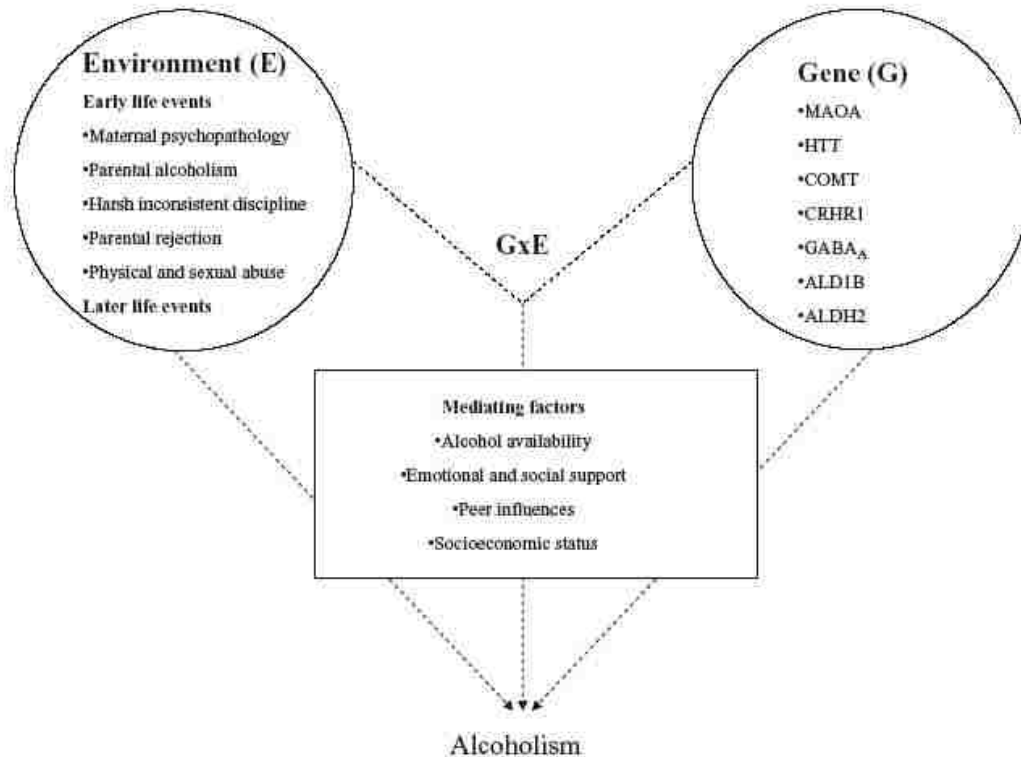 Environment (E)
Early life events
•Maternal psychopathology
•Parental alcoholism
•Harsh inconsistent discipline
•Parental rejection
•Physical and sexual abuse
Later life events
Gene (G)
•MAOA
•HTT
•COMT
•CRHR1
•GABAA
•ALD1B
•ALDH2
GxE
Mediating factors
•Alcohol availability
•Emotional and social support
•Peer influences
•Socioeconomic status
Alcoholism